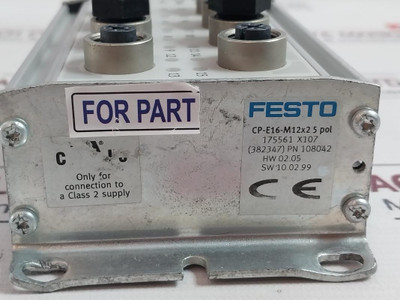 FOR PART
FESTO
CP-E16-M12x2 5 pol
175561 X107
(382347) PN 108042
HW 02.05
SW 10.02.99
CE
Only for
connection to
a Class 2 supply